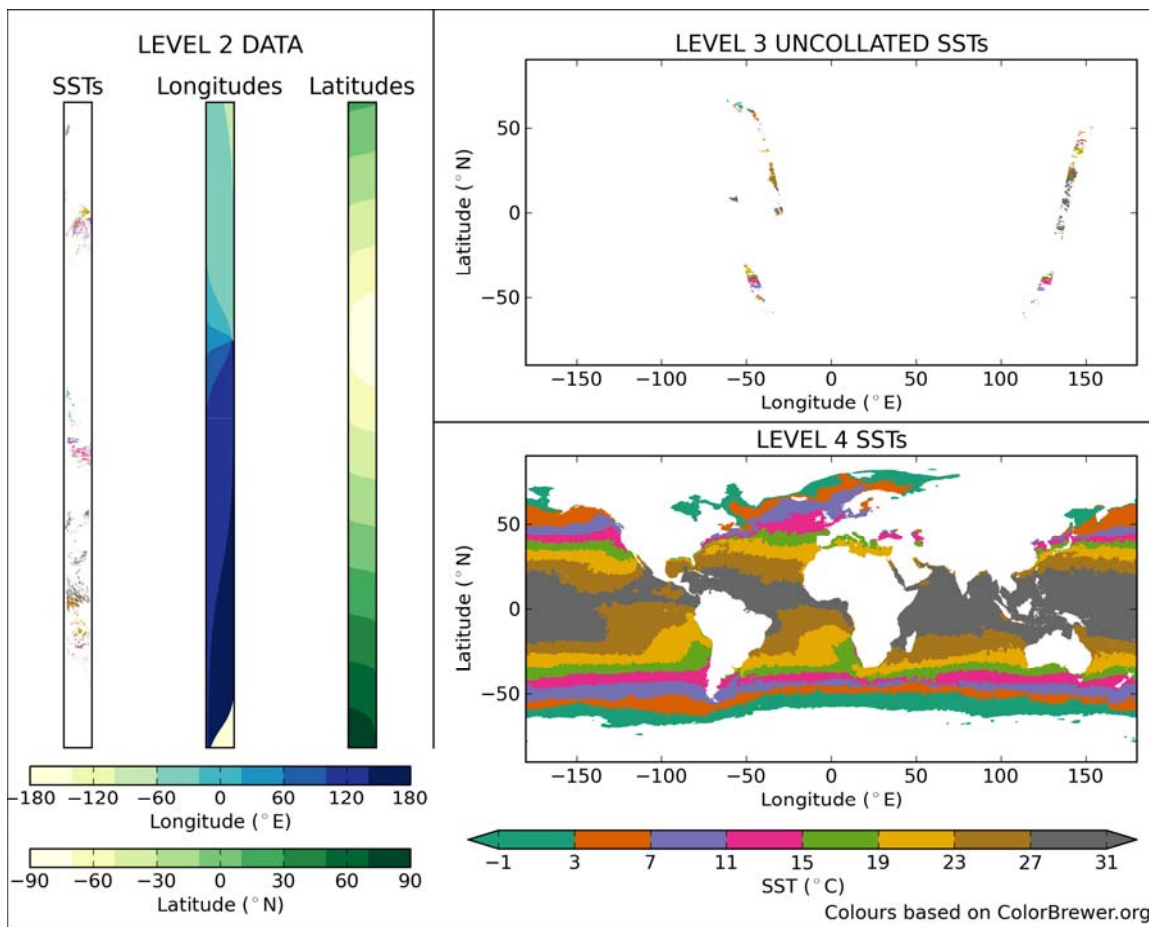 LEVEL 2 DATA
SSTs Longitudes Latitudes
−180 −120 −60 0 60 120 180
Longitude (°E)
−90 −60 −30 0 30 60 90
Latitude (°N)
LEVEL 3 UNCOLLATED SSTs
50
0
−50
Latitude (°N)
−150 −100 −50 0 50 100 150
Longitude (°E)
LEVEL 4 SSTs
50
0
−50
Latitude (°N)
−150 −100 −50 0 50 100 150
Longitude (°E)
−1 3 7 11 15 19 23 27 31
SST (°C)
Colours based on ColorBrewer.org